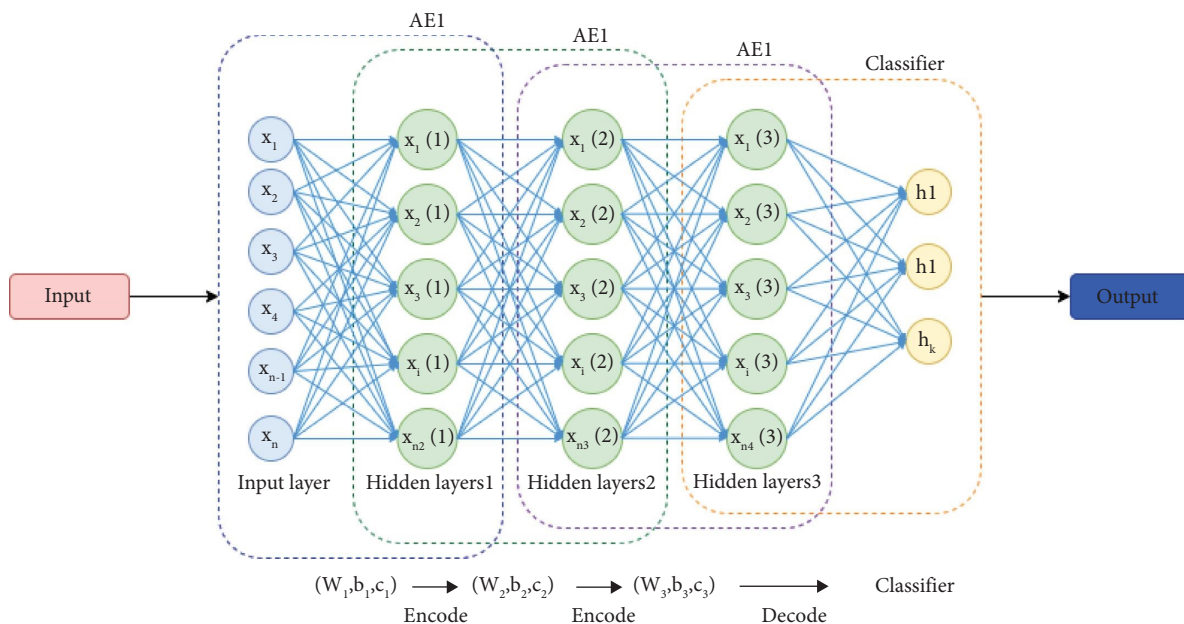 AE1
AE1
AE1
Classifier
Input
x₁
x₂
x₃
x₄
xₙ₋₁
xₙ
Input layer
x₁ (1)
x₂ (1)
x₃ (1)
xᵢ (1)
xₙ₂ (1)
Hidden layers1
x₁ (2)
x₂ (2)
x₃ (2)
xᵢ (2)
xₙ₃ (2)
Hidden layers2
x₁ (3)
x₂ (3)
x₃ (3)
xᵢ (3)
xₙ₄ (3)
Hidden layers3
h1
h1
hₖ
Output
(W₁,b₁,c₁) (W₂,b₂,c₂) (W₃,b₃,c₃) Classifier
Encode Encode Decode